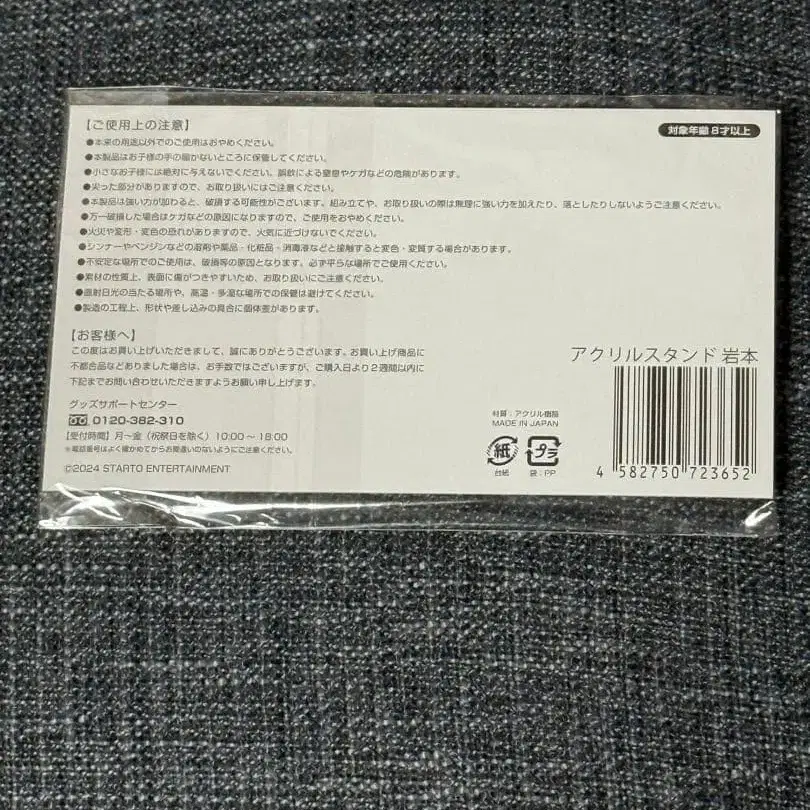 【ご使用上の注意】
対象年齢8才以上
●本来の用途以外でのご使用はおやめください。
●本製品はお子様の手の届かないところに保管してください。
●小さなお子様には絶対に与えないでください。誤飲による窒息やケガなどの危険があります。
●尖った部分がありますので、お取り扱いにはご注意ください。
●本製品は強い力が加わると、破損する可能性がございます。組み立てや、お取り扱いの際は無理に強い力を加えたり、落としたりしないようご注意ください。
●万一破損した場合はケガなどの原因になりますので、ご使用をおやめください。
●火災や変形・変色の恐れがありますので、火気に近づけないでください。
●シンナーやベンジンなどの溶剤や薬品・化粧品・消毒液などと接触すると変色・変質する場合があります。
●不安定な場所でのご使用は、破損等の原因となります。必ず平らな場所でご使用ください。
●素材の性質上、表面に傷がつきやすいため、お取り扱いにご注意ください。
●直射日光の当たる場所や、高温・多湿な場所での保管は避けてください。
●製造の工程上、形状や差し込みの具合に個体差があります。
【お客様へ】
この度はお買い上げいただきまして、誠にありがとうございます。お買い上げ商品に
不都合品などありました場合は、お手数ではございますが、ご購入日より2週間以内に
下記までお問い合わせいただきますようお願い申し上げます。
グッズサポートセンター
0120-382-310
【受付時間】月～金（祝祭日を除く）10:00～18:00
※電話番号はよく確かめてからお間違いのないようにご注意ください。
©2024 STARTO ENTERTAINMENT
アクリルスタンド 岩本
材質：アクリル樹脂
MADE IN JAPAN
紙
プラ
台紙
袋：PP
4 582750 723652